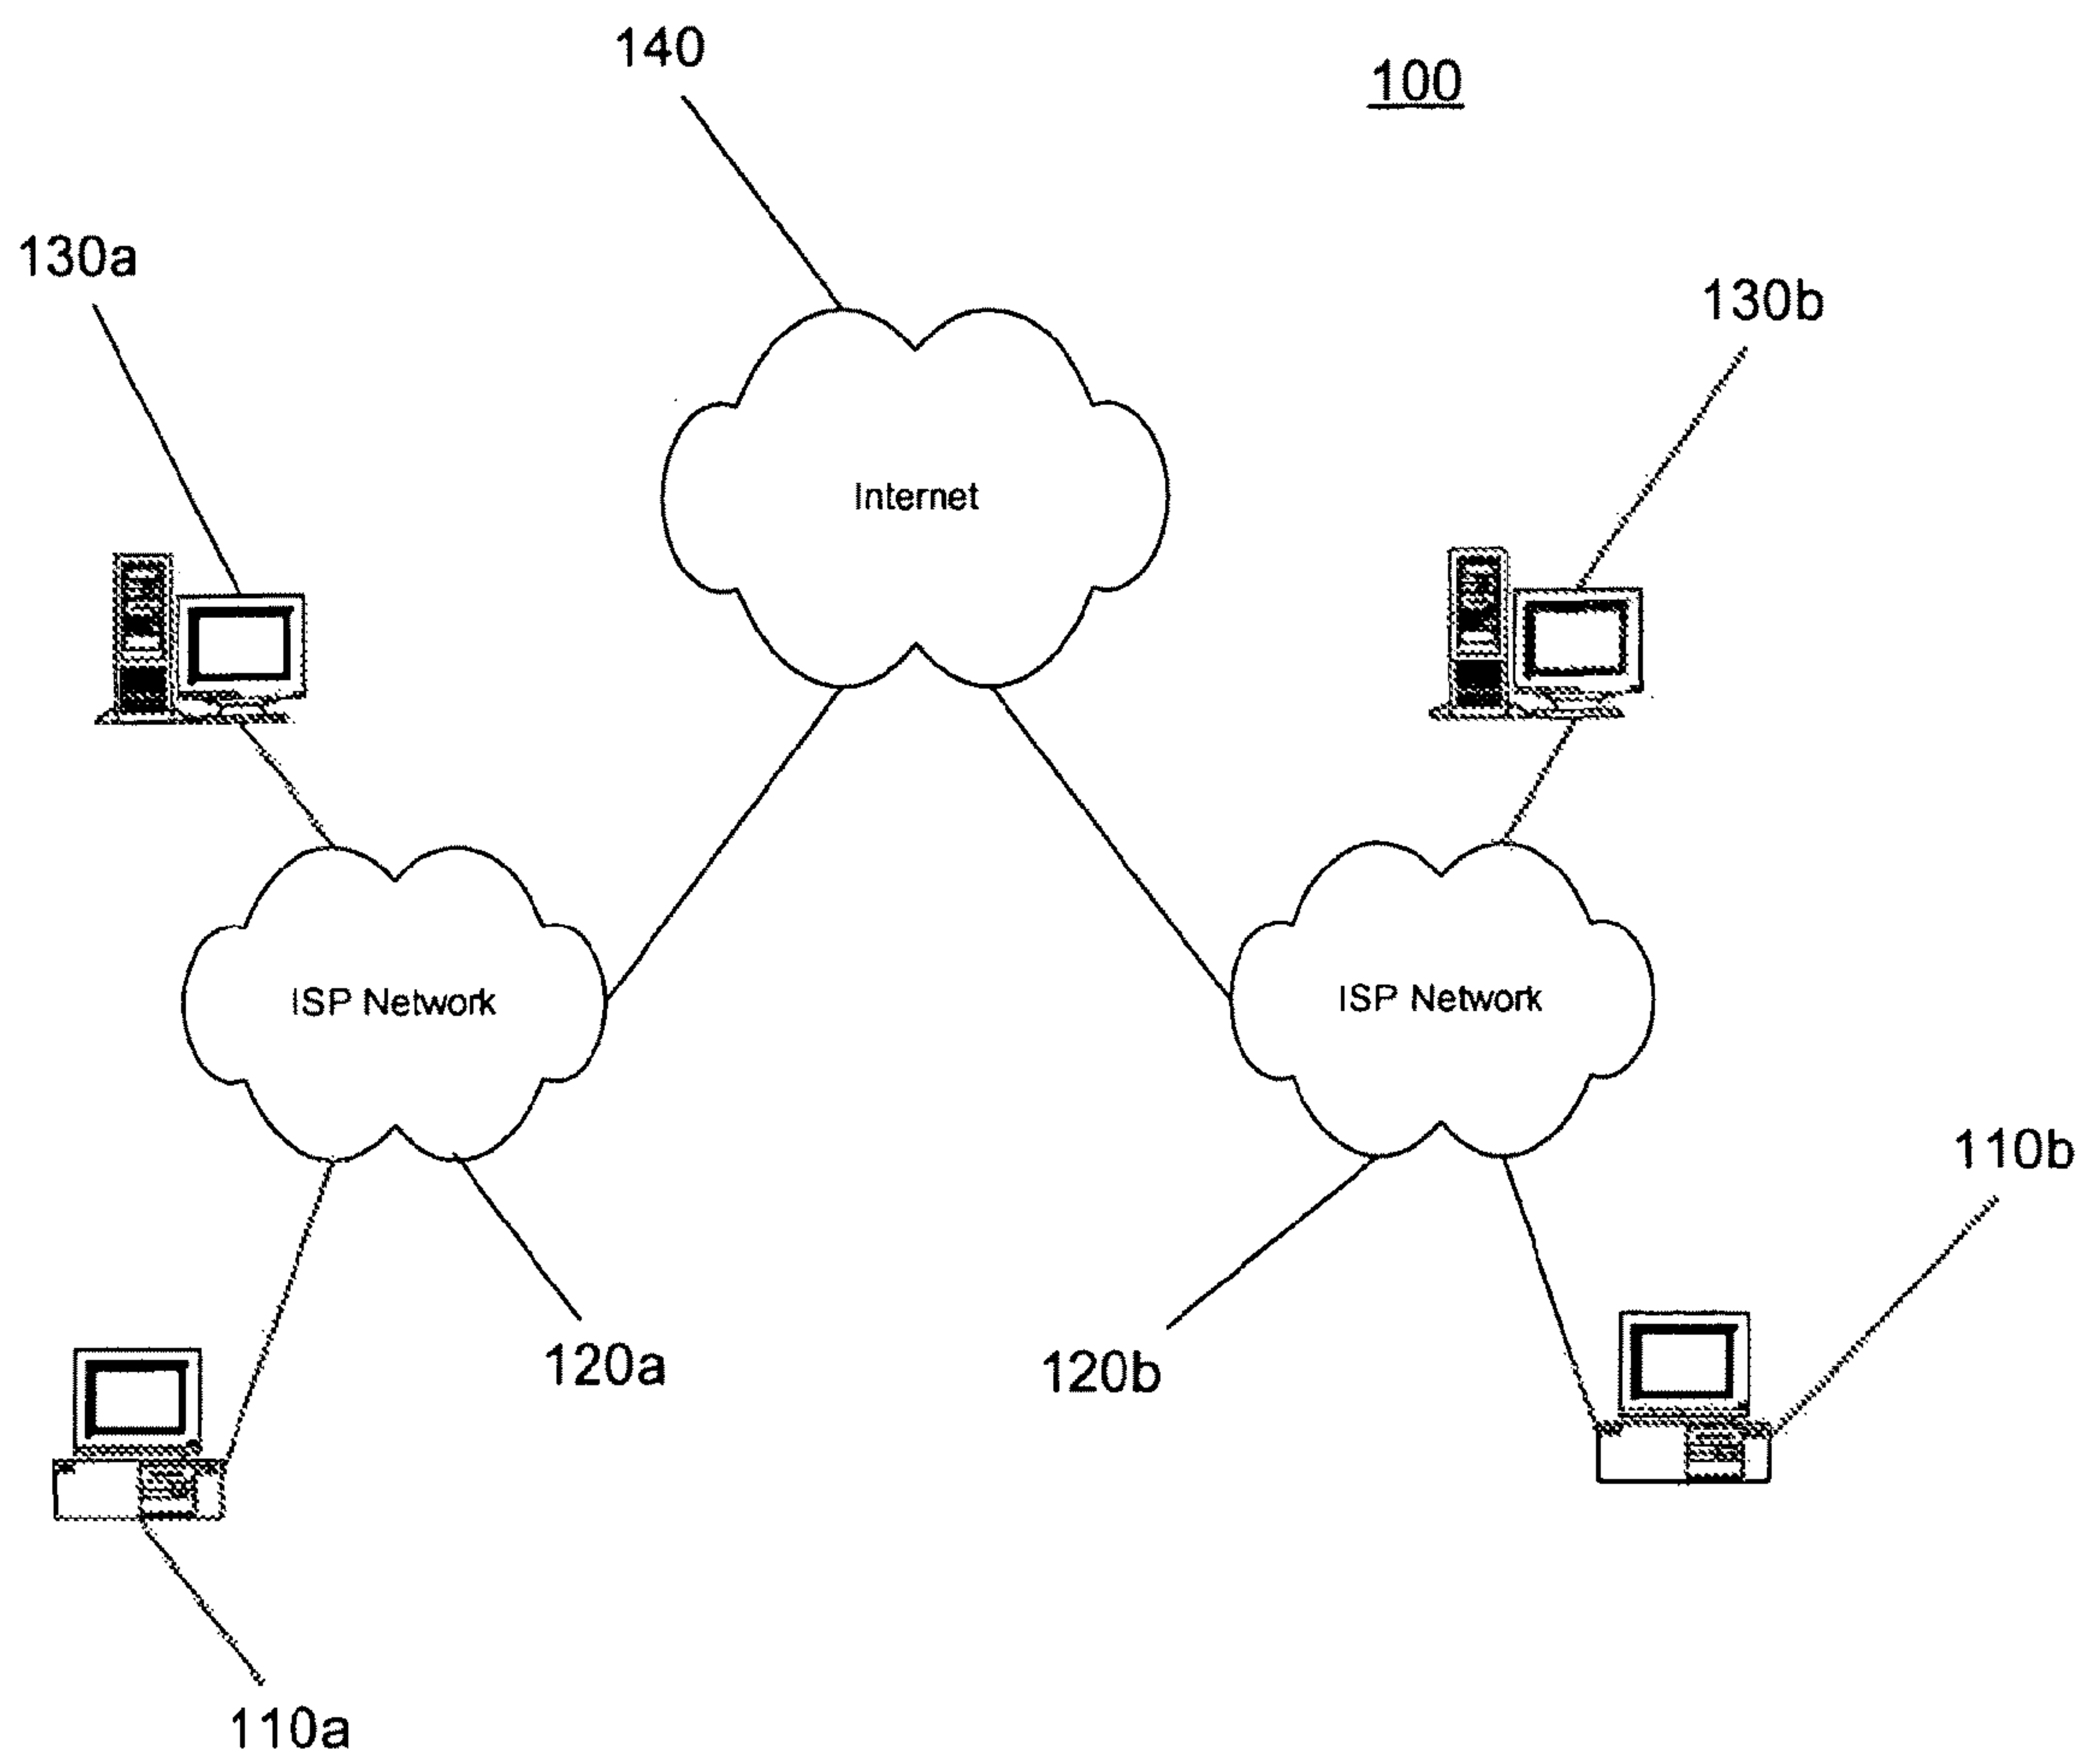 140
100
130a
130b
Internet
ISP Network
ISP Network
110b
120a
120b
110a